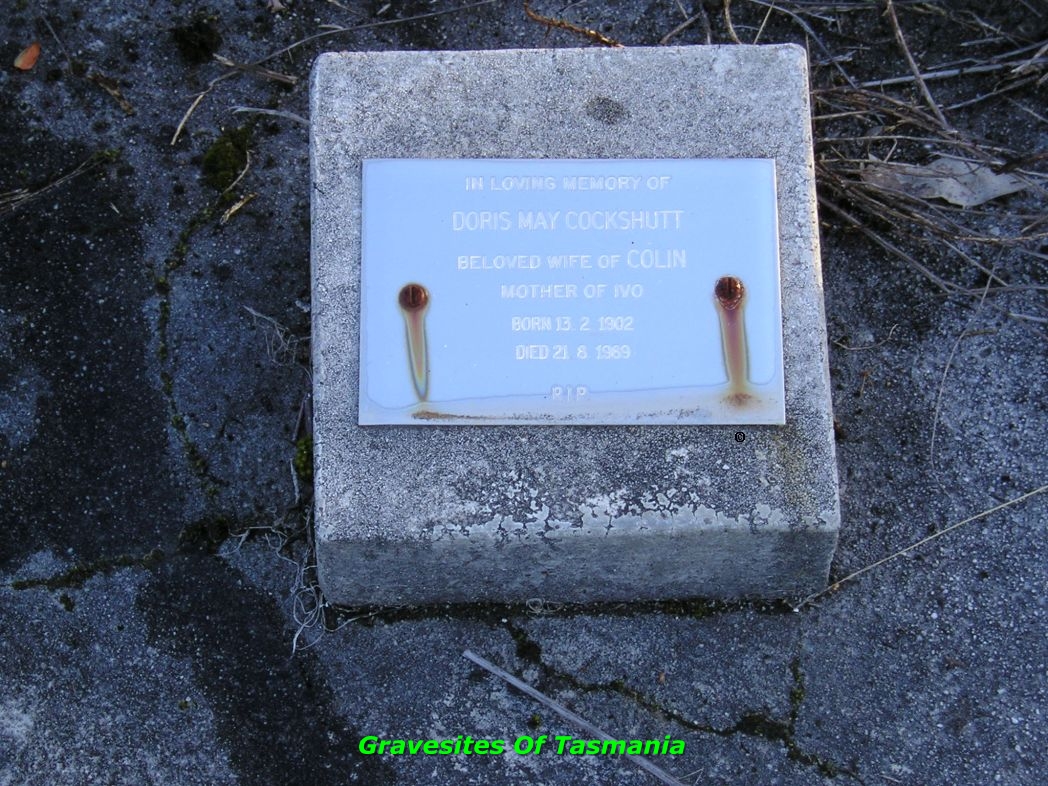 IN LOVING MEMORY OF
DORIS MAY COCKSHUTT
BELOVED WIFE OF COLIN
MOTHER OF IVO
BORN 13. 2. 1902
DIED 21. 8. 1989
R.I.P.
Gravesites Of Tasmania